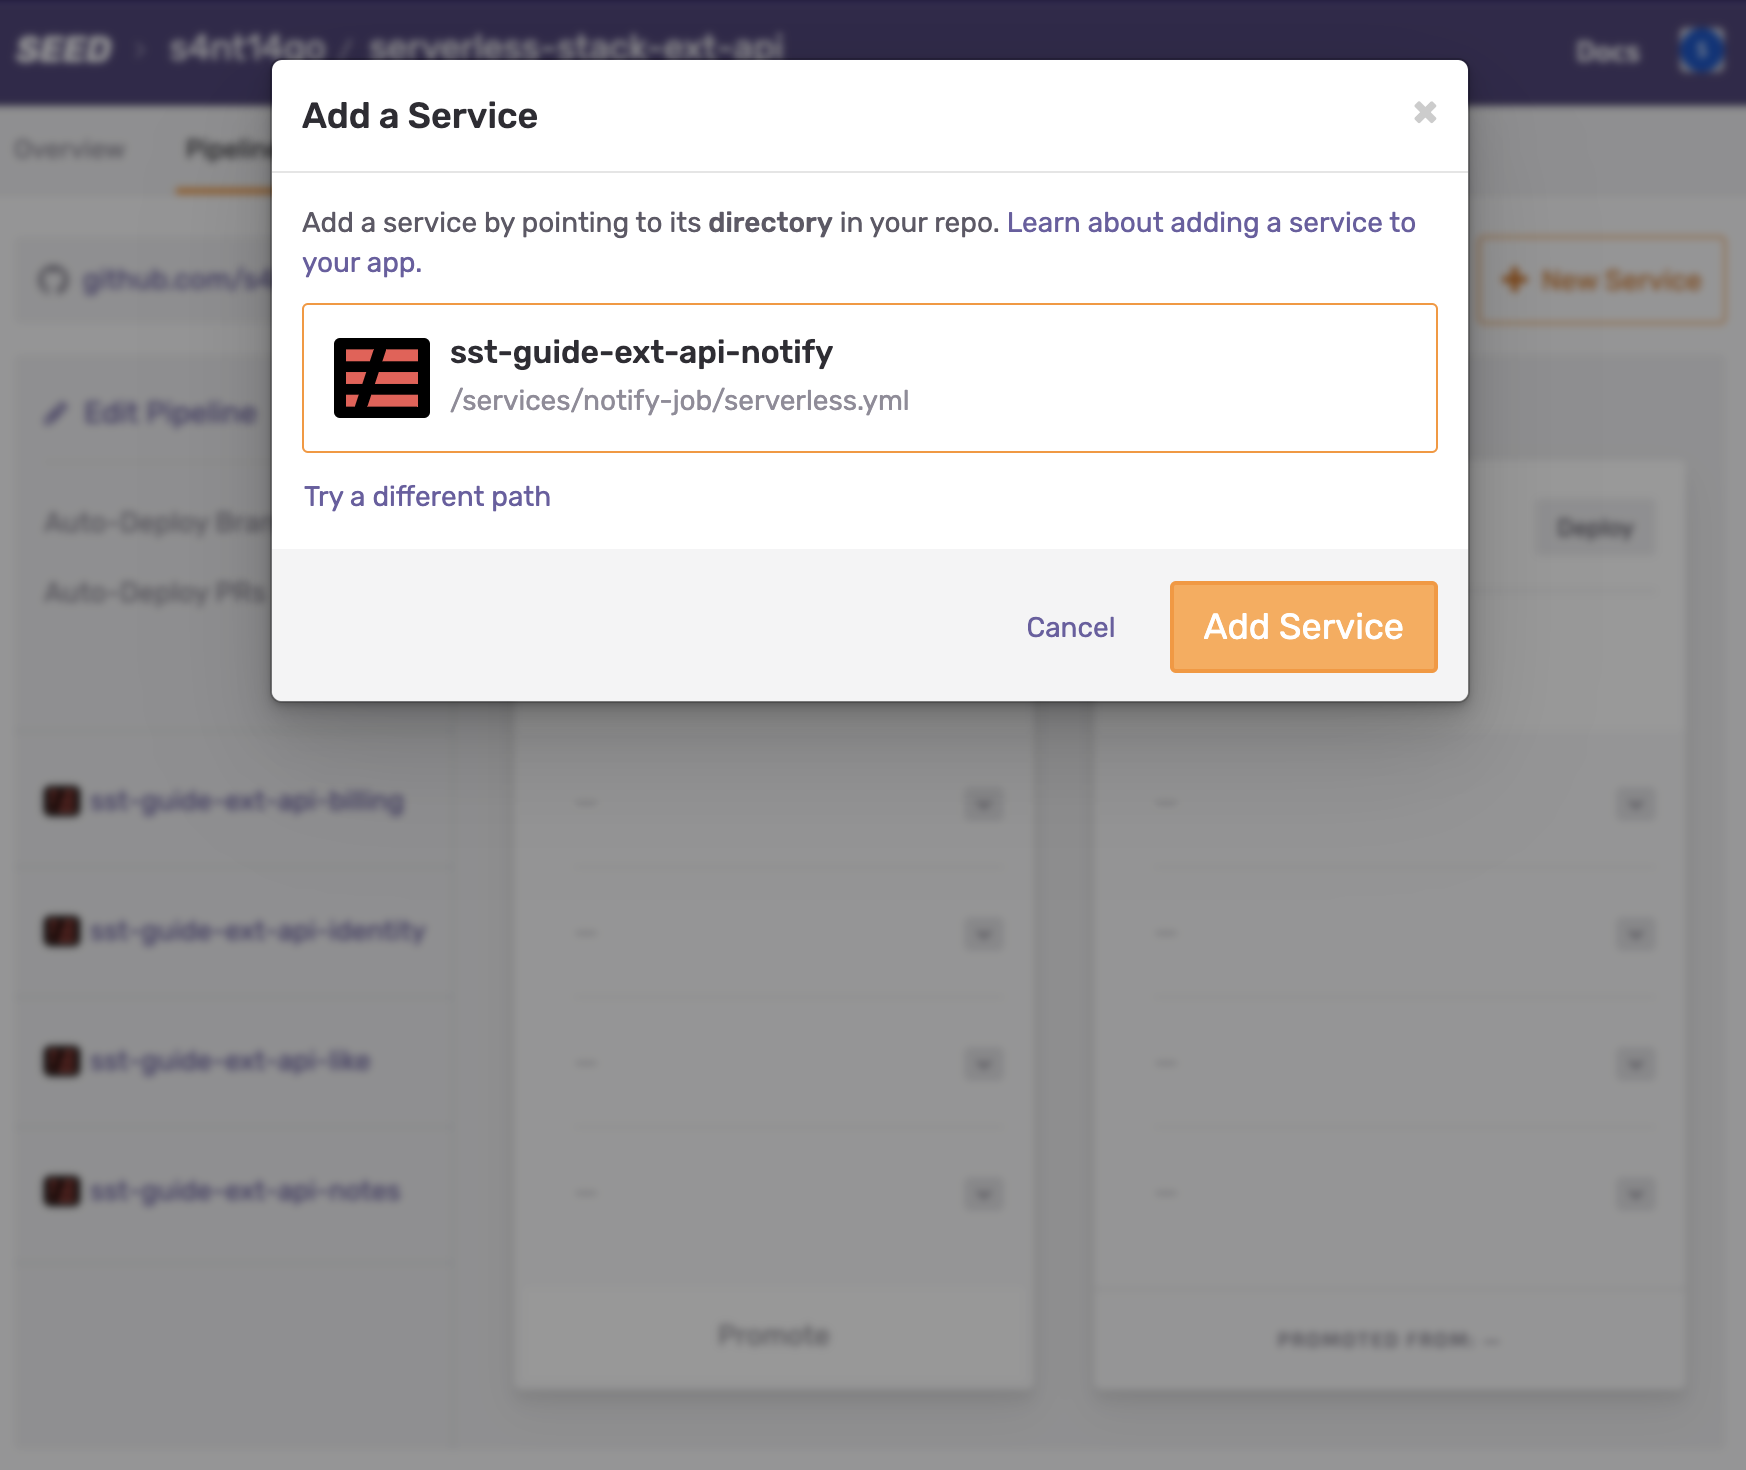 SEED › s4nt14go / serverless-stack-ext-api
Docs
Overview
Pipeline
Add a Service
Add a service by pointing to its directory in your repo. Learn about adding a service to
your app.
github.com/s4
New Service
sst-guide-ext-api-notify
/services/notify-job/serverless.yml
Edit Pipeline
Try a different path
Auto-Deploy Bran
Deploy
Auto-Deploy PRs
Cancel
Add Service
sst-guide-ext-api-billing
—
—
sst-guide-ext-api-identity
—
—
sst-guide-ext-api-like
—
—
sst-guide-ext-api-notes
—
—
Promote
PROMOTED FROM: —